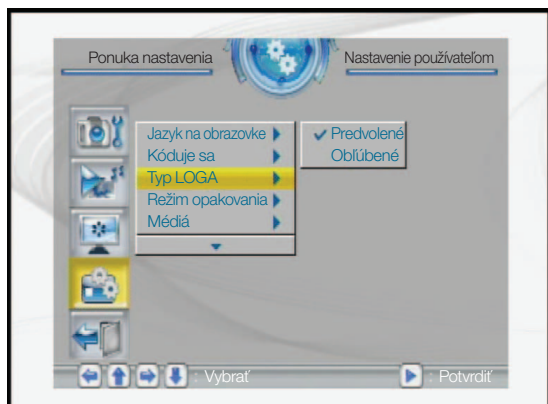 Ponuka nastavenia
Nastavenie používateľom
Jazyk na obrazovke
Kóduje sa
Typ LOGA
Režim opakovania
Médiá
Predvolené
Obľúbené
: Vybrať
: Potvrdiť